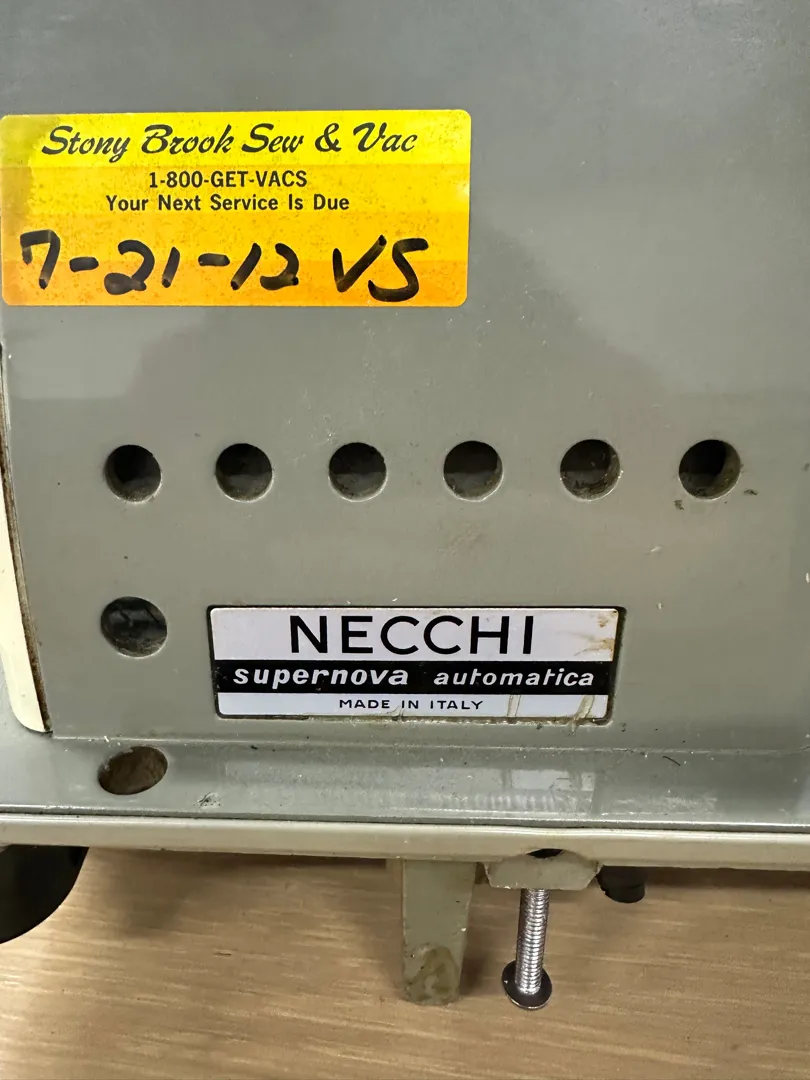 Stony Brook Sew & Vac
1-800-GET-VACS
Your Next Service Is Due
7-21-12 VS
NECCHI
supernova automatica
MADE IN ITALY